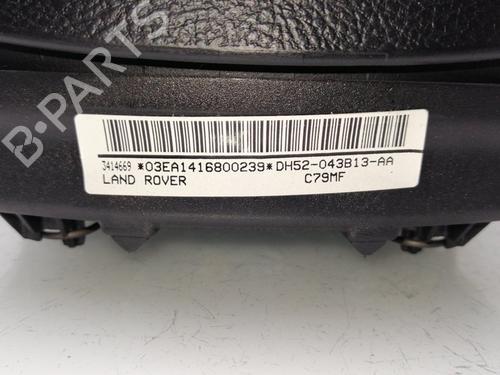 B-PARTS
3414669 *03EA1416800239*DH52-043B13-AA
LAND ROVER C79MF